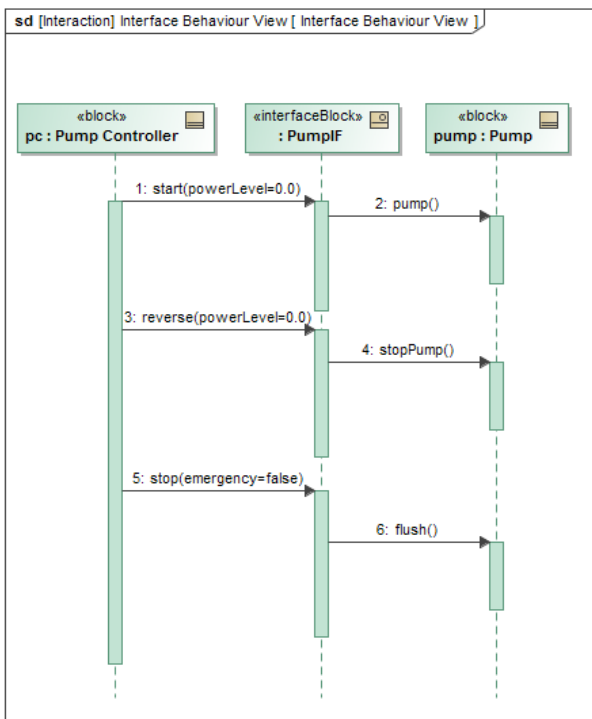 sd [Interaction] Interface Behaviour View [ Interface Behaviour View ]
«block»
pc : Pump Controller
«interfaceBlock»
: PumpIF
«block»
pump : Pump
1: start(powerLevel=0.0)
2: pump()
3: reverse(powerLevel=0.0)
4: stopPump()
5: stop(emergency=false)
6: flush()